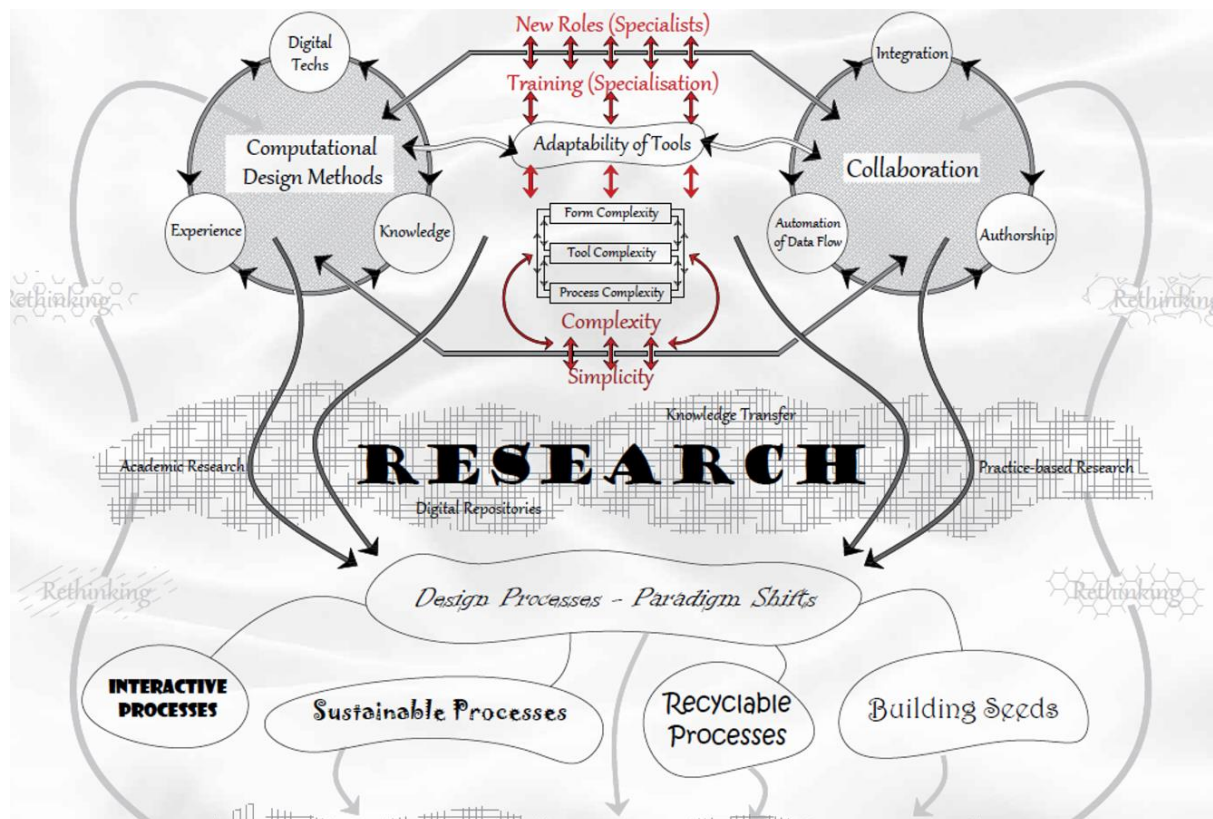 New Roles (Specialists)
Digital
Techs
Integration
Training (Specialisation)
Computational
Design Methods
Adaptability of Tools
Collaboration
Experience
Knowledge
Form Complexity
Tool Complexity
Process Complexity
Automation
of Data Flow
Authorship
Rethinking
Rethinking
Complexity
Simplicity
Knowledge Transfer
Academic Research
RESEARCH
Practice-based Research
Digital Repositories
Rethinking
Rethinking
Design Processes - Paradigm Shifts
INTERACTIVE
PROCESSES
Sustainable Processes
Recyclable
Processes
Building Seeds